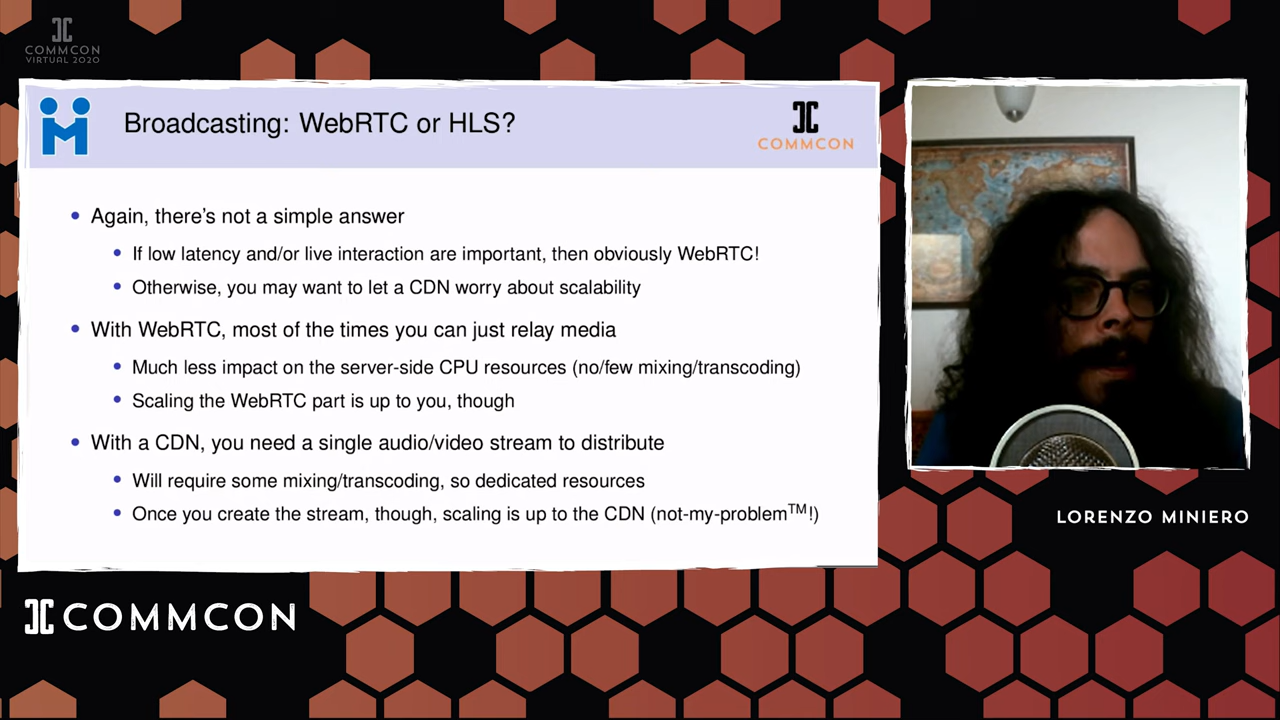 COMMCON
VIRTUAL 2020
Broadcasting: WebRTC or HLS?
COMMCON
• Again, there's not a simple answer
• If low latency and/or live interaction are important, then obviously WebRTC!
• Otherwise, you may want to let a CDN worry about scalability
• With WebRTC, most of the times you can just relay media
• Much less impact on the server-side CPU resources (no/few mixing/transcoding)
• Scaling the WebRTC part is up to you, though
• With a CDN, you need a single audio/video stream to distribute
• Will require some mixing/transcoding, so dedicated resources
• Once you create the stream, though, scaling is up to the CDN (not-my-problem™!)
LORENZO MINIERO
COMMCON